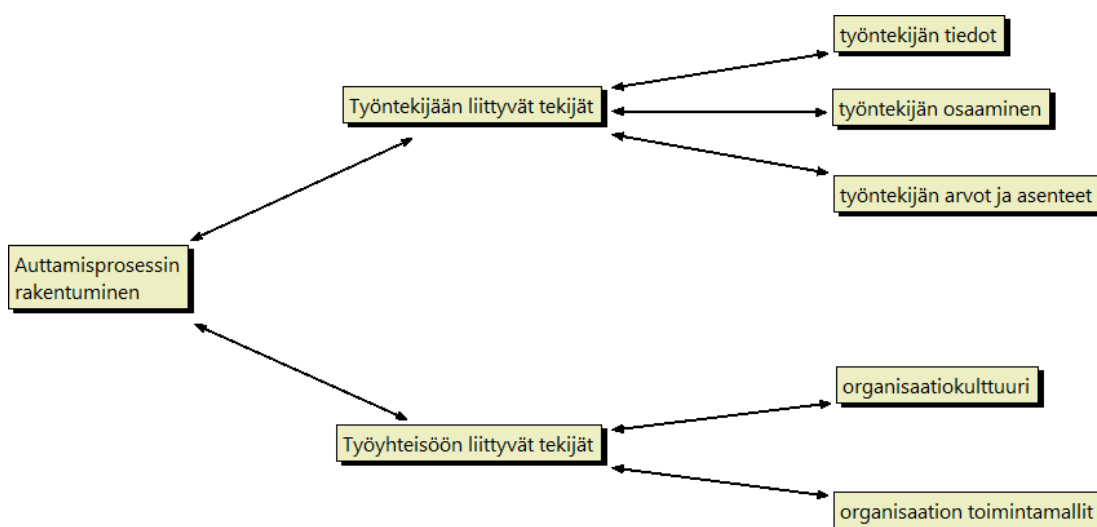 työntekijän tiedot
Työntekijään liittyvät tekijät
työntekijän osaaminen
työntekijän arvot ja asenteet
Auttamisprosessin
rakentuminen
organisaatiokulttuuri
Työyhteisöön liittyvät tekijät
organisaation toimintamallit